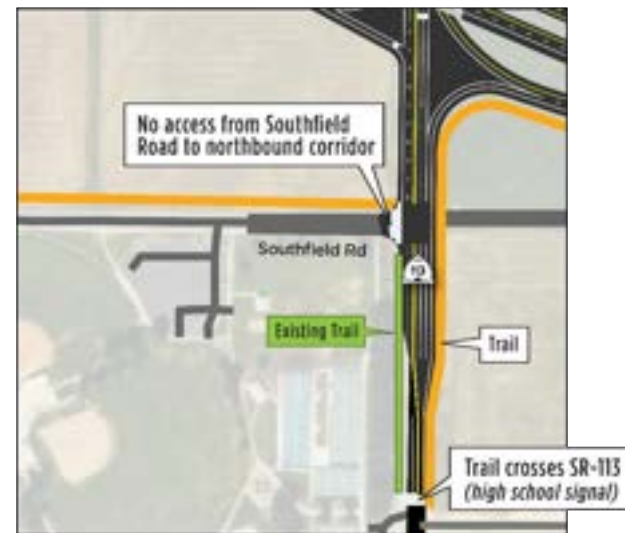 No access from Southfield
Road to northbound corridor
Southfield Rd
Existing Trail
Trail
Trail crosses SR-113
(high school signal)